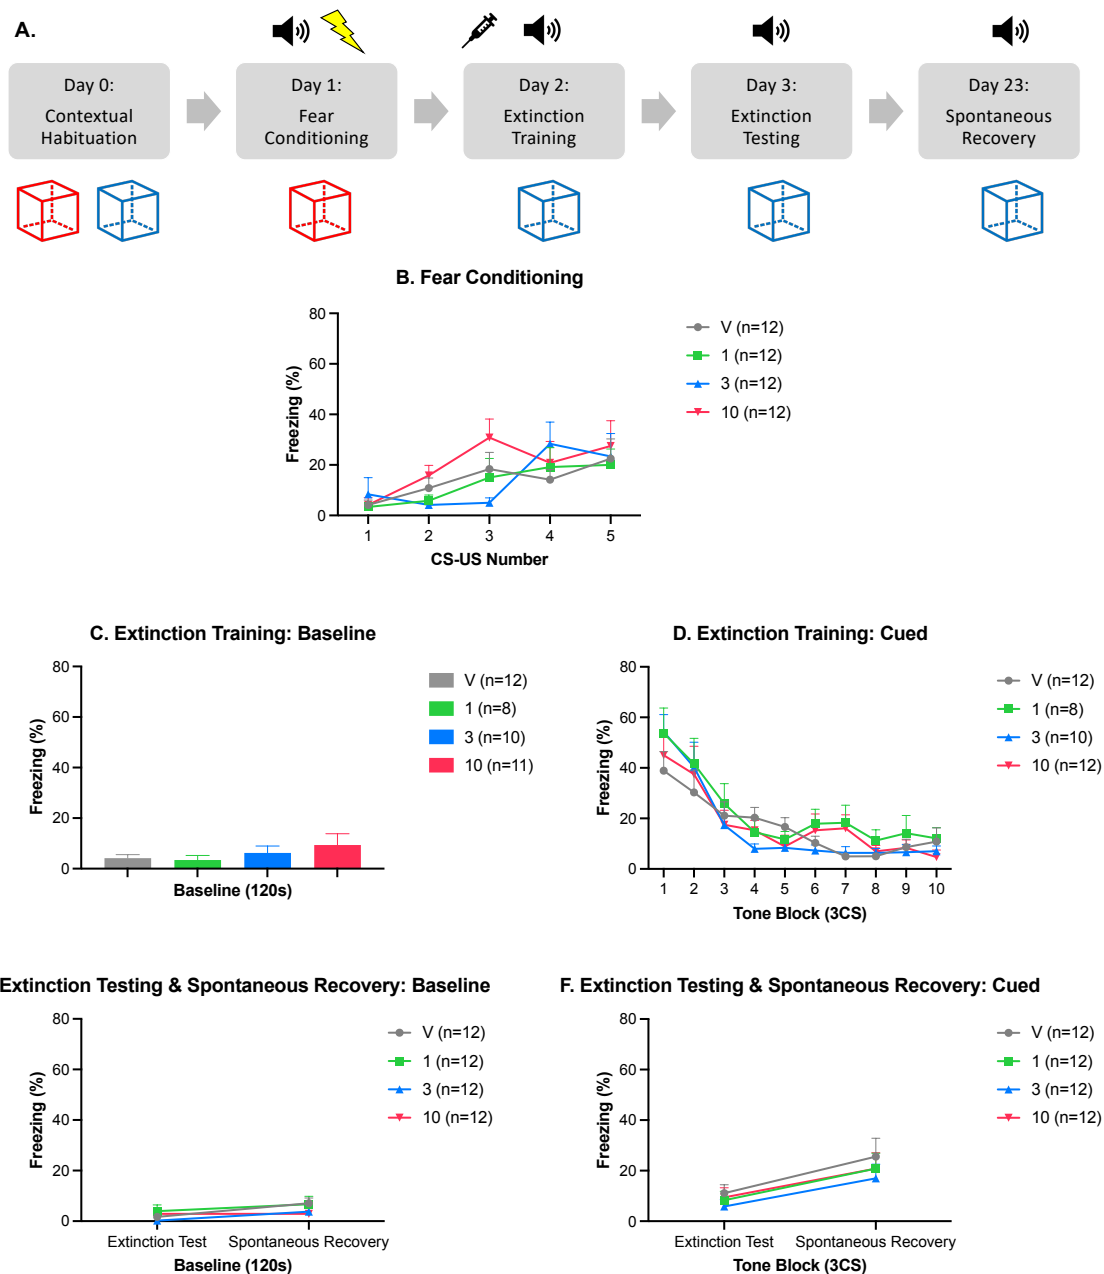 A.
Day 0:
Contextual
Habituation
Day 1:
Fear
Conditioning
Day 2:
Extinction
Training
Day 3:
Extinction
Testing
Day 23:
Spontaneous
Recovery
B. Fear Conditioning
Freezing (%)
80
60
40
20
0
1 2 3 4 5
CS-US Number
V (n=12)
1 (n=12)
3 (n=12)
10 (n=12)
C. Extinction Training: Baseline
Freezing (%)
80
60
40
20
0
Baseline (120s)
V (n=12)
1 (n=8)
3 (n=10)
10 (n=11)
D. Extinction Training: Cued
Freezing (%)
80
60
40
20
0
1 2 3 4 5 6 7 8 9 10
Tone Block (3CS)
V (n=12)
1 (n=8)
3 (n=10)
10 (n=12)
Extinction Testing & Spontaneous Recovery: Baseline
Freezing (%)
80
60
40
20
0
Extinction Test Spontaneous Recovery
Baseline (120s)
V (n=12)
1 (n=12)
3 (n=12)
10 (n=12)
F. Extinction Testing & Spontaneous Recovery: Cued
Freezing (%)
80
60
40
20
0
Extinction Test Spontaneous Recovery
Tone Block (3CS)
V (n=12)
1 (n=12)
3 (n=12)
10 (n=12)